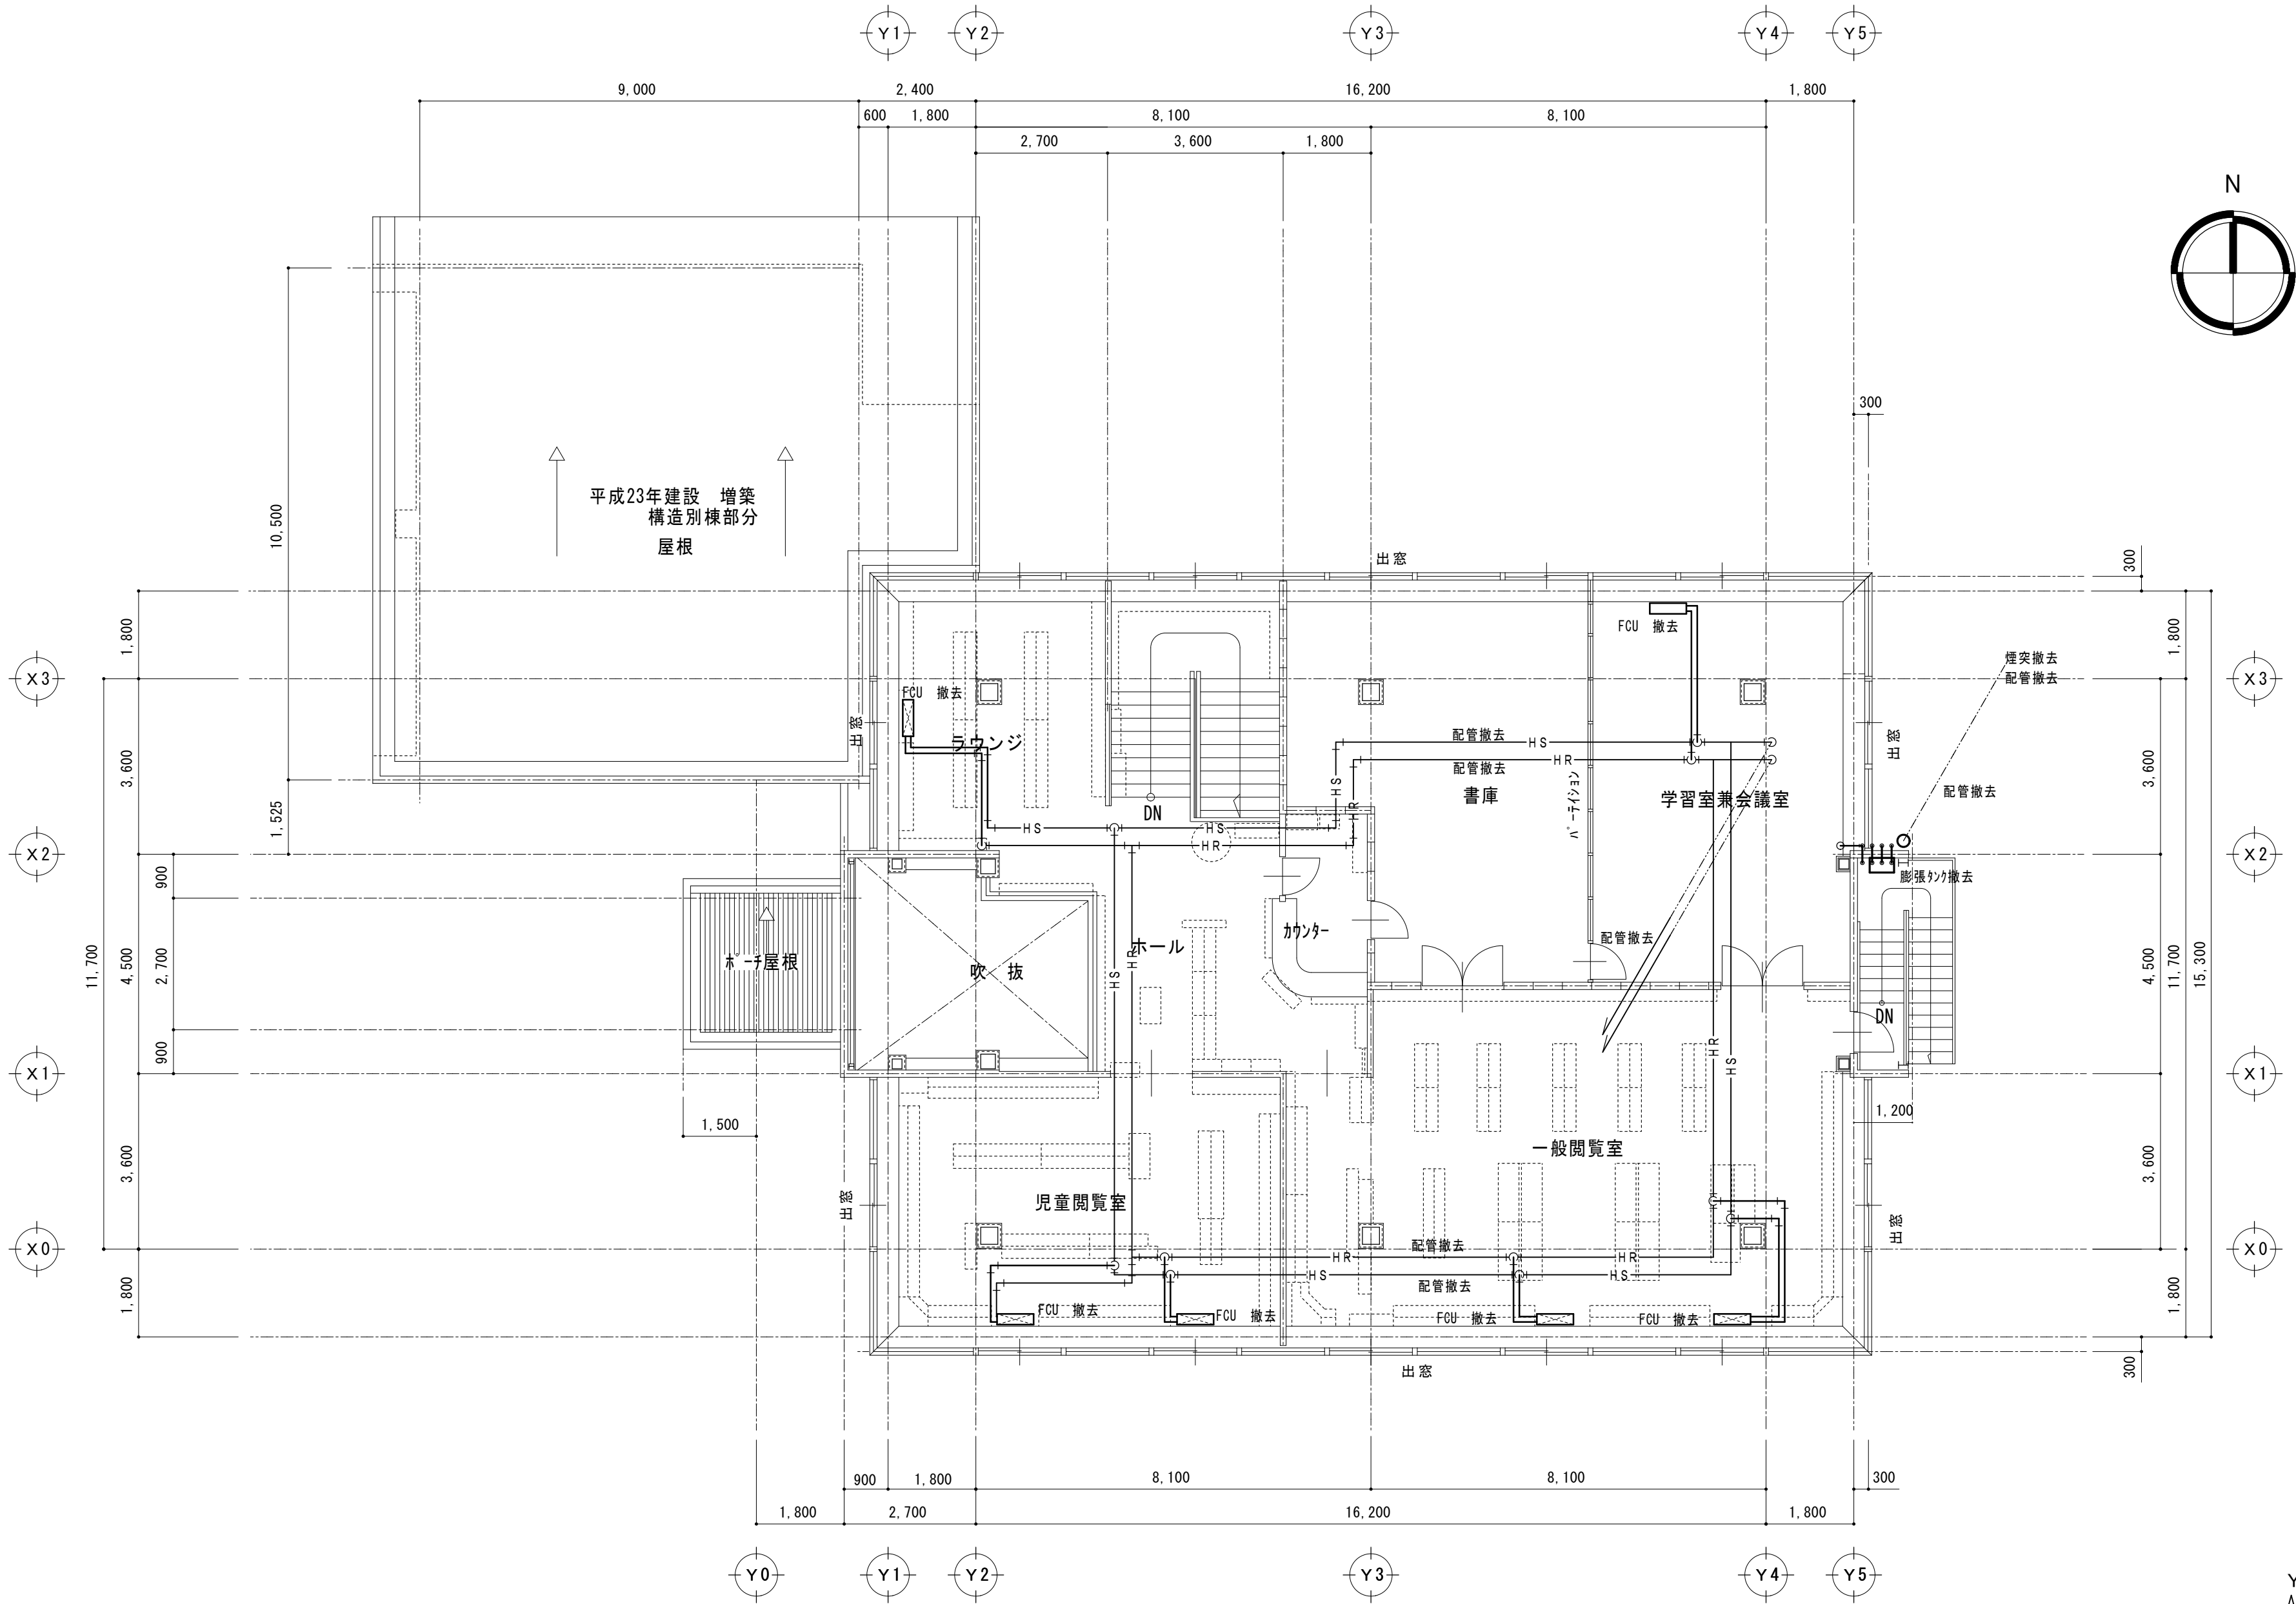 Y1
Y2
Y3
Y4
Y5
9,000
2,400
16,200
1,800
600
1,800
8,100
8,100
2,700
3,600
1,800
N
300
平成23年建設 増築
構造別棟部分
屋根
10,500
1,525
出窓
300
1,800
3,600
900
11,700
4,500
2,700
900
3,600
1,800
X3
X2
X1
X0
FCU 撤去
煙突撤去
配管撤去
X3
1,800
FCU 撤去
出窓
ラウンジ
配管撤去
HS
出窓
配管撤去
HR
3,600
書庫
パーテイション
学習室兼会議室
配管撤去
HS
HR
DN
HS
HS
HR
X2
膨張タンク撤去
カウンター
配管撤去
ホール
ポーチ屋根
吹 抜
HS
HR
4,500
11,700
15,300
DN
HR
HS
X1
1,500
1,200
一般閲覧室
3,600
児童閲覧室
出窓
出窓
配管撤去
HR
HR
X0
HS
HS
配管撤去
FCU 撤去
FCU 撤去
FCU 撤去
FCU 撤去
1,800
300
出窓
900
1,800
8,100
8,100
300
1,800
2,700
16,200
1,800
Y0
Y1
Y2
Y3
Y4
Y5